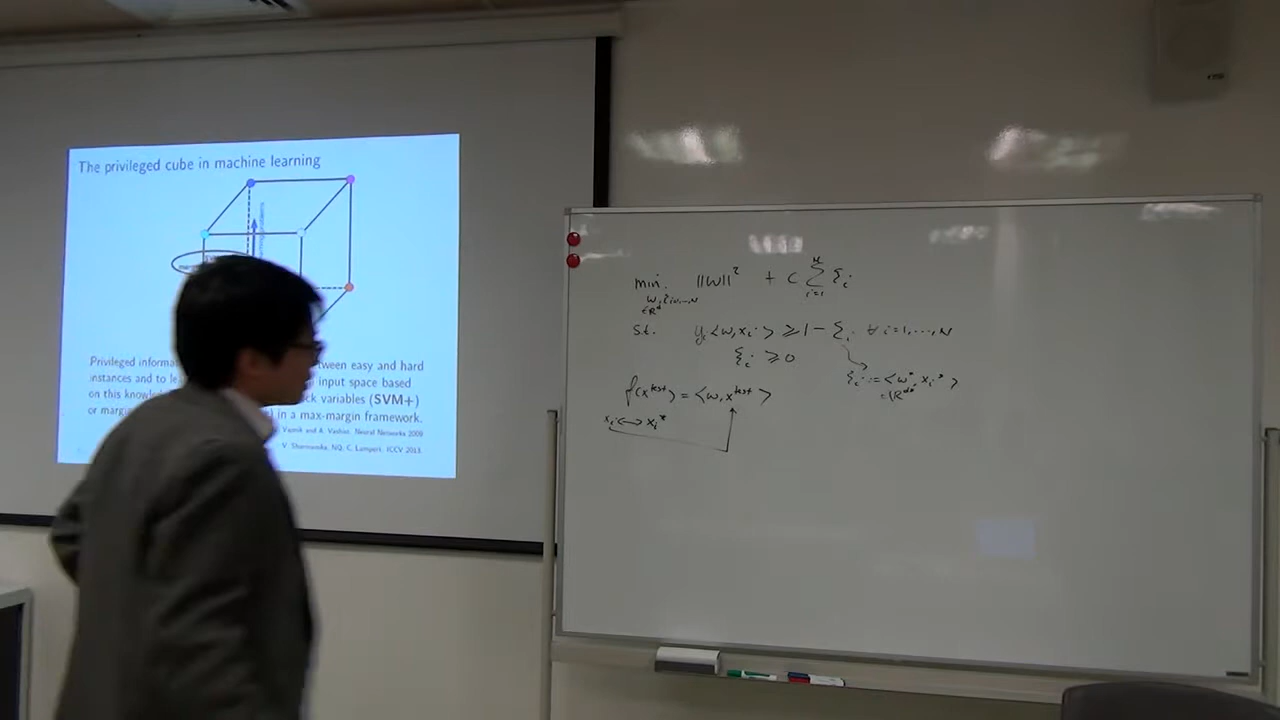 The privileged cube in machine learning
Privileged informa tween easy and hard
instances and to le input space based
on this knowle ck variables (SVM+)
or margi in a max-margin framework.
Vapnik and A. Vashist. Neural Networks 2009
V. Sharmanska, NQ, C. Lampert. ICCV 2013.
min. ||w||² + C Σ ξᵢ
N
i=1
∈ℝᵈ
s.t. yᵢ<w,xᵢ> ≥ 1 - ξᵢ ∀ i=1,...,N
ξᵢ ≥ 0
ξᵢ := <w*, xᵢ*>
f(x^test) = <w, x^test>
xᵢ ↔ xᵢ*